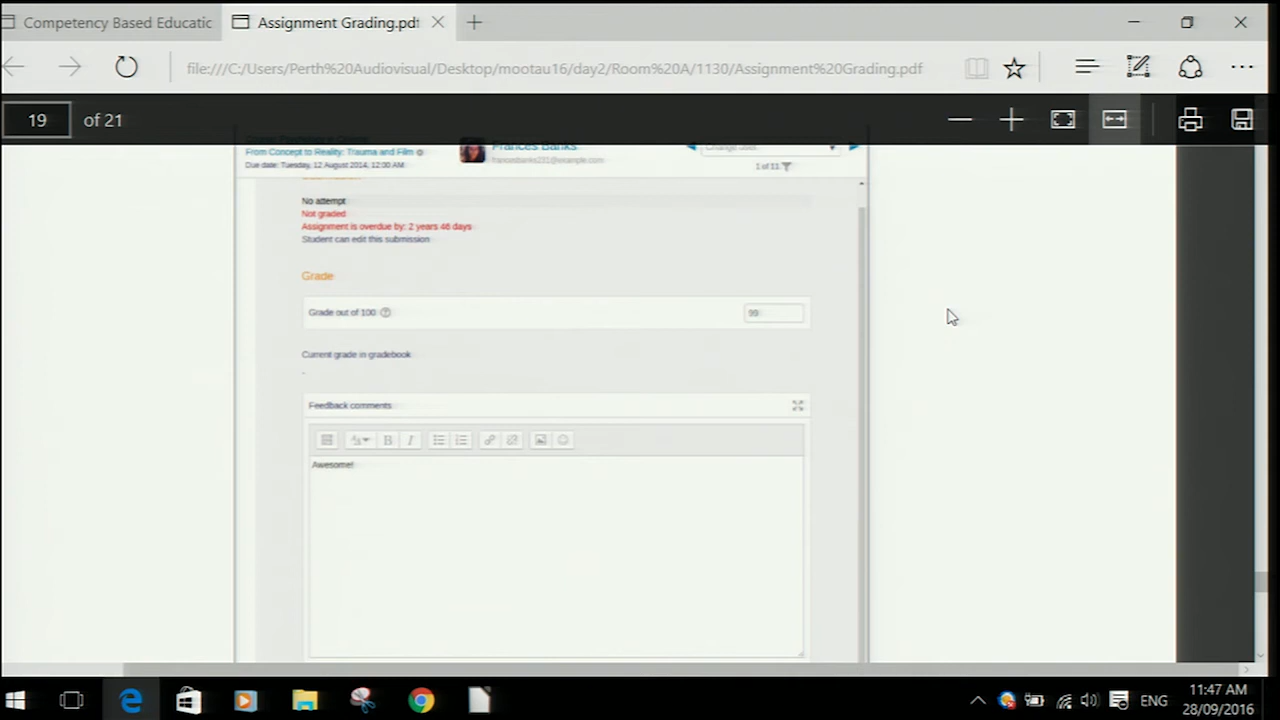 Competency Based Educatic
Assignment Grading.pdf
file:///C:/Users/Perth%20Audiovisual/Desktop/mootau16/day2/Room%20A/1130/Assignment%20Grading.pdf
19 of 21
From Concept to Reality: Trauma and Film
Due date: Tuesday, 12 August 2014, 12:00 AM
Frances Banks
Change user
1 of 11
Submission
No attempt
Not graded
Assignment is overdue by: 2 years 46 days
Student can edit this submission
Grade
Grade out of 100
99
Current grade in gradebook
-
Feedback comments
B I
Awesome!
ENG
11:47 AM
28/09/2016